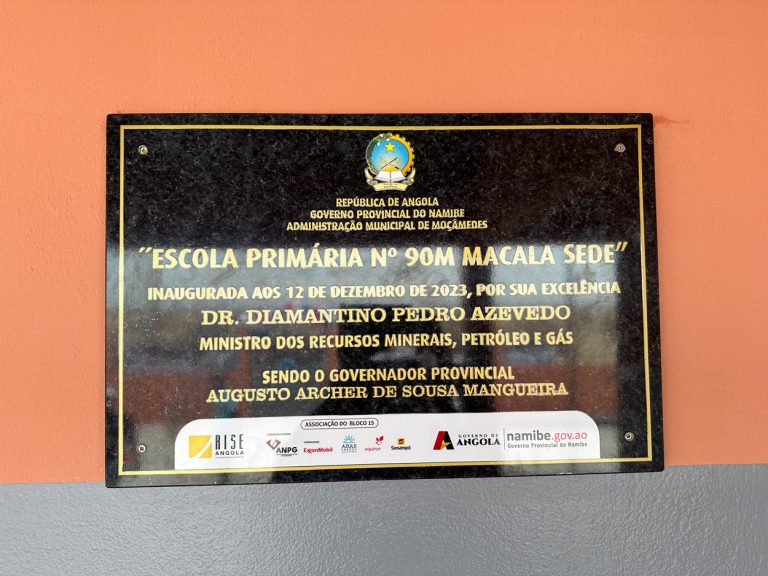 REPÚBLICA DE ANGOLA
GOVERNO PROVINCIAL DO NAMIBE
ADMINISTRAÇÃO MUNICIPAL DE MOÇÂMEDES
"ESCOLA PRIMÁRIA Nº 90M MACALA SEDE"
INAUGURADA AOS 12 DE DEZEMBRO DE 2023, POR SUA EXCELÊNCIA
DR. DIAMANTINO PEDRO AZEVEDO
MINISTRO DOS RECURSOS MINERAIS, PETRÓLEO E GÁS
SENDO O GOVERNADOR PROVINCIAL
AUGUSTO ARCHER DE SOUSA MANGUEIRA
ASSOCIAÇÃO DO BLOCO 15
RISE ANGOLA
ANPG
ExxonMobil
AZULE ENERGY
equinor
Sonangol
GOVERNO DE ANGOLA
namibe.gov.ao
Governo Provincial do Namibe